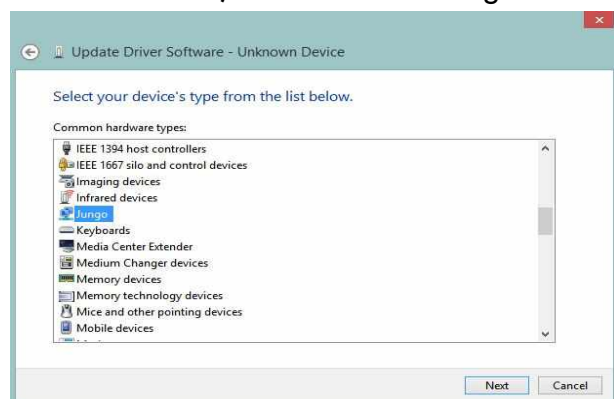 Update Driver Software - Unknown Device
Select your device's type from the list below.
Common hardware types:
IEEE 1394 host controllers
IEEE 1667 silo and control devices
Imaging devices
Infrared devices
Jungo
Keyboards
Media Center Extender
Medium Changer devices
Memory devices
Memory technology devices
Mice and other pointing devices
Mobile devices
Next Cancel